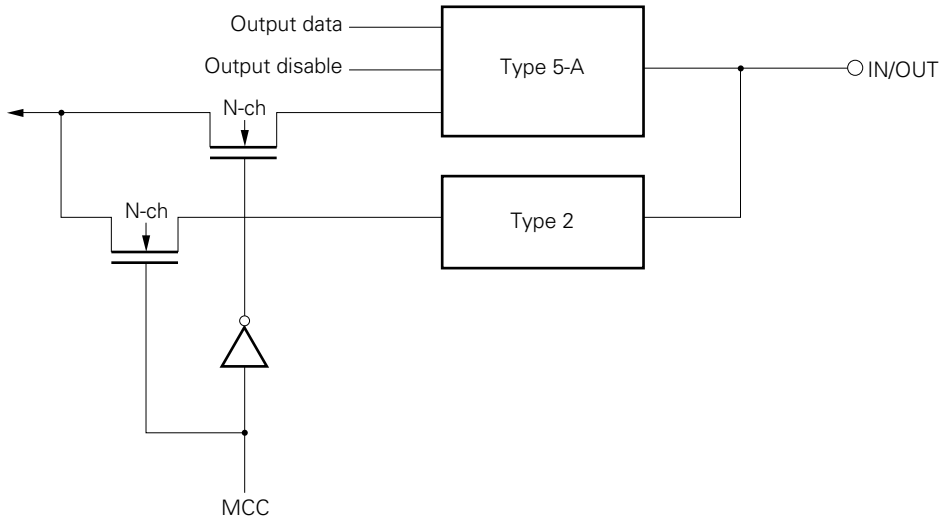 Output data
Output disable
Type 5-A
IN/OUT
N-ch
N-ch
Type 2
MCC